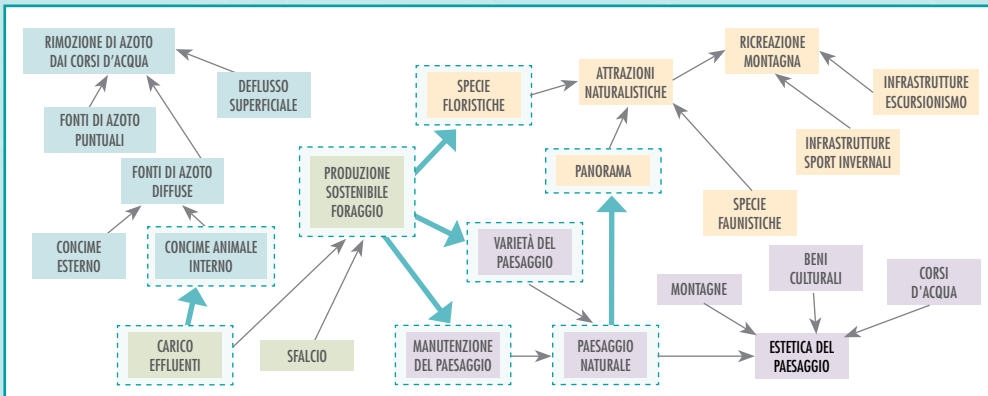 RIMOZIONE DI AZOTO
DAI CORSI D'ACQUA
DEFLUSSO
SUPERFICIALE
FONTI DI AZOTO
PUNTUALI
FONTI DI AZOTO
DIFFUSE
CONCIME
ESTERNO
CONCIME ANIMALE
INTERNO
CARICO
EFFLUENTI
SFALCIO
PRODUZIONE
SOSTENIBILE
FORAGGIO
SPECIE
FLORISTICHE
ATTRAZIONI
NATURALISTICHE
RICREAZIONE
MONTAGNA
INFRASTRUTTURE
ESCURSIONISMO
INFRASTRUTTURE
SPORT INVERNALI
PANORAMA
SPECIE
FAUNISTICHE
VARIETÀ DEL
PAESAGGIO
MANUTENZIONE
DEL PAESAGGIO
PAESAGGIO
NATURALE
MONTAGNE
BENI
CULTURALI
CORSI
D'ACQUA
ESTETICA DEL
PAESAGGIO